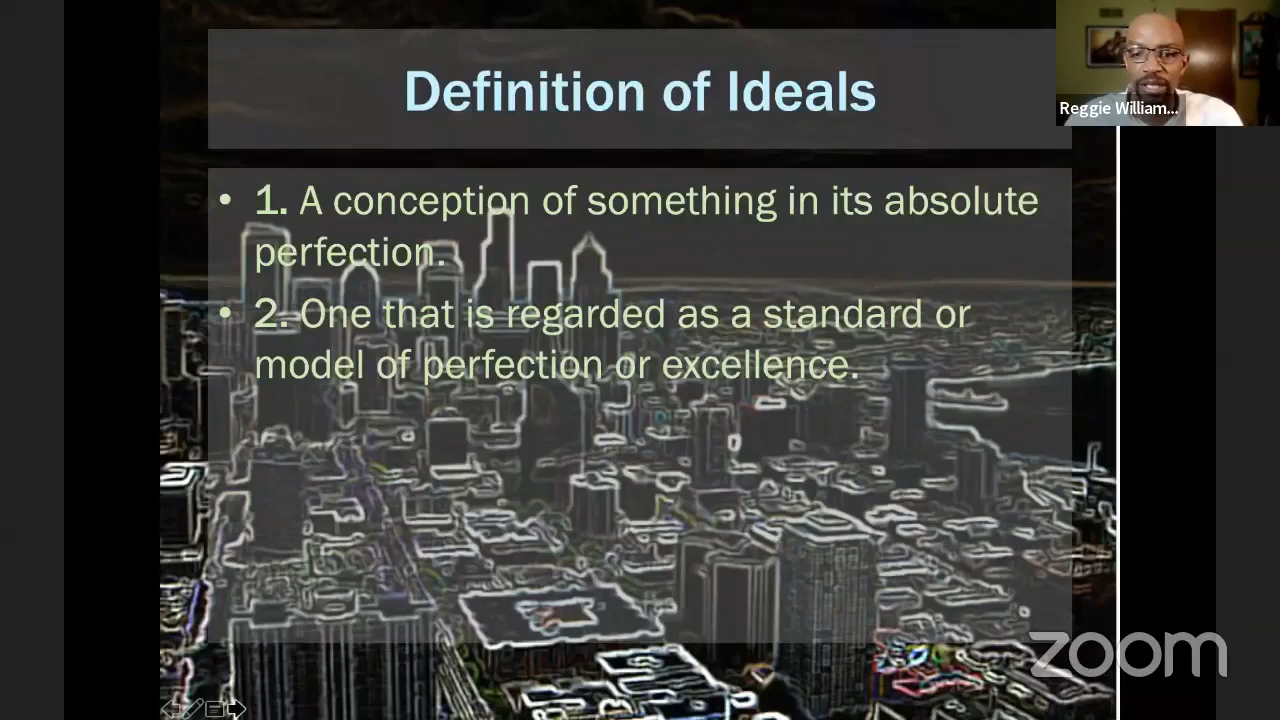 Definition of Ideals
Reggie William...
• 1. A conception of something in its absolute
perfection.
• 2. One that is regarded as a standard or
model of perfection or excellence.
zoom